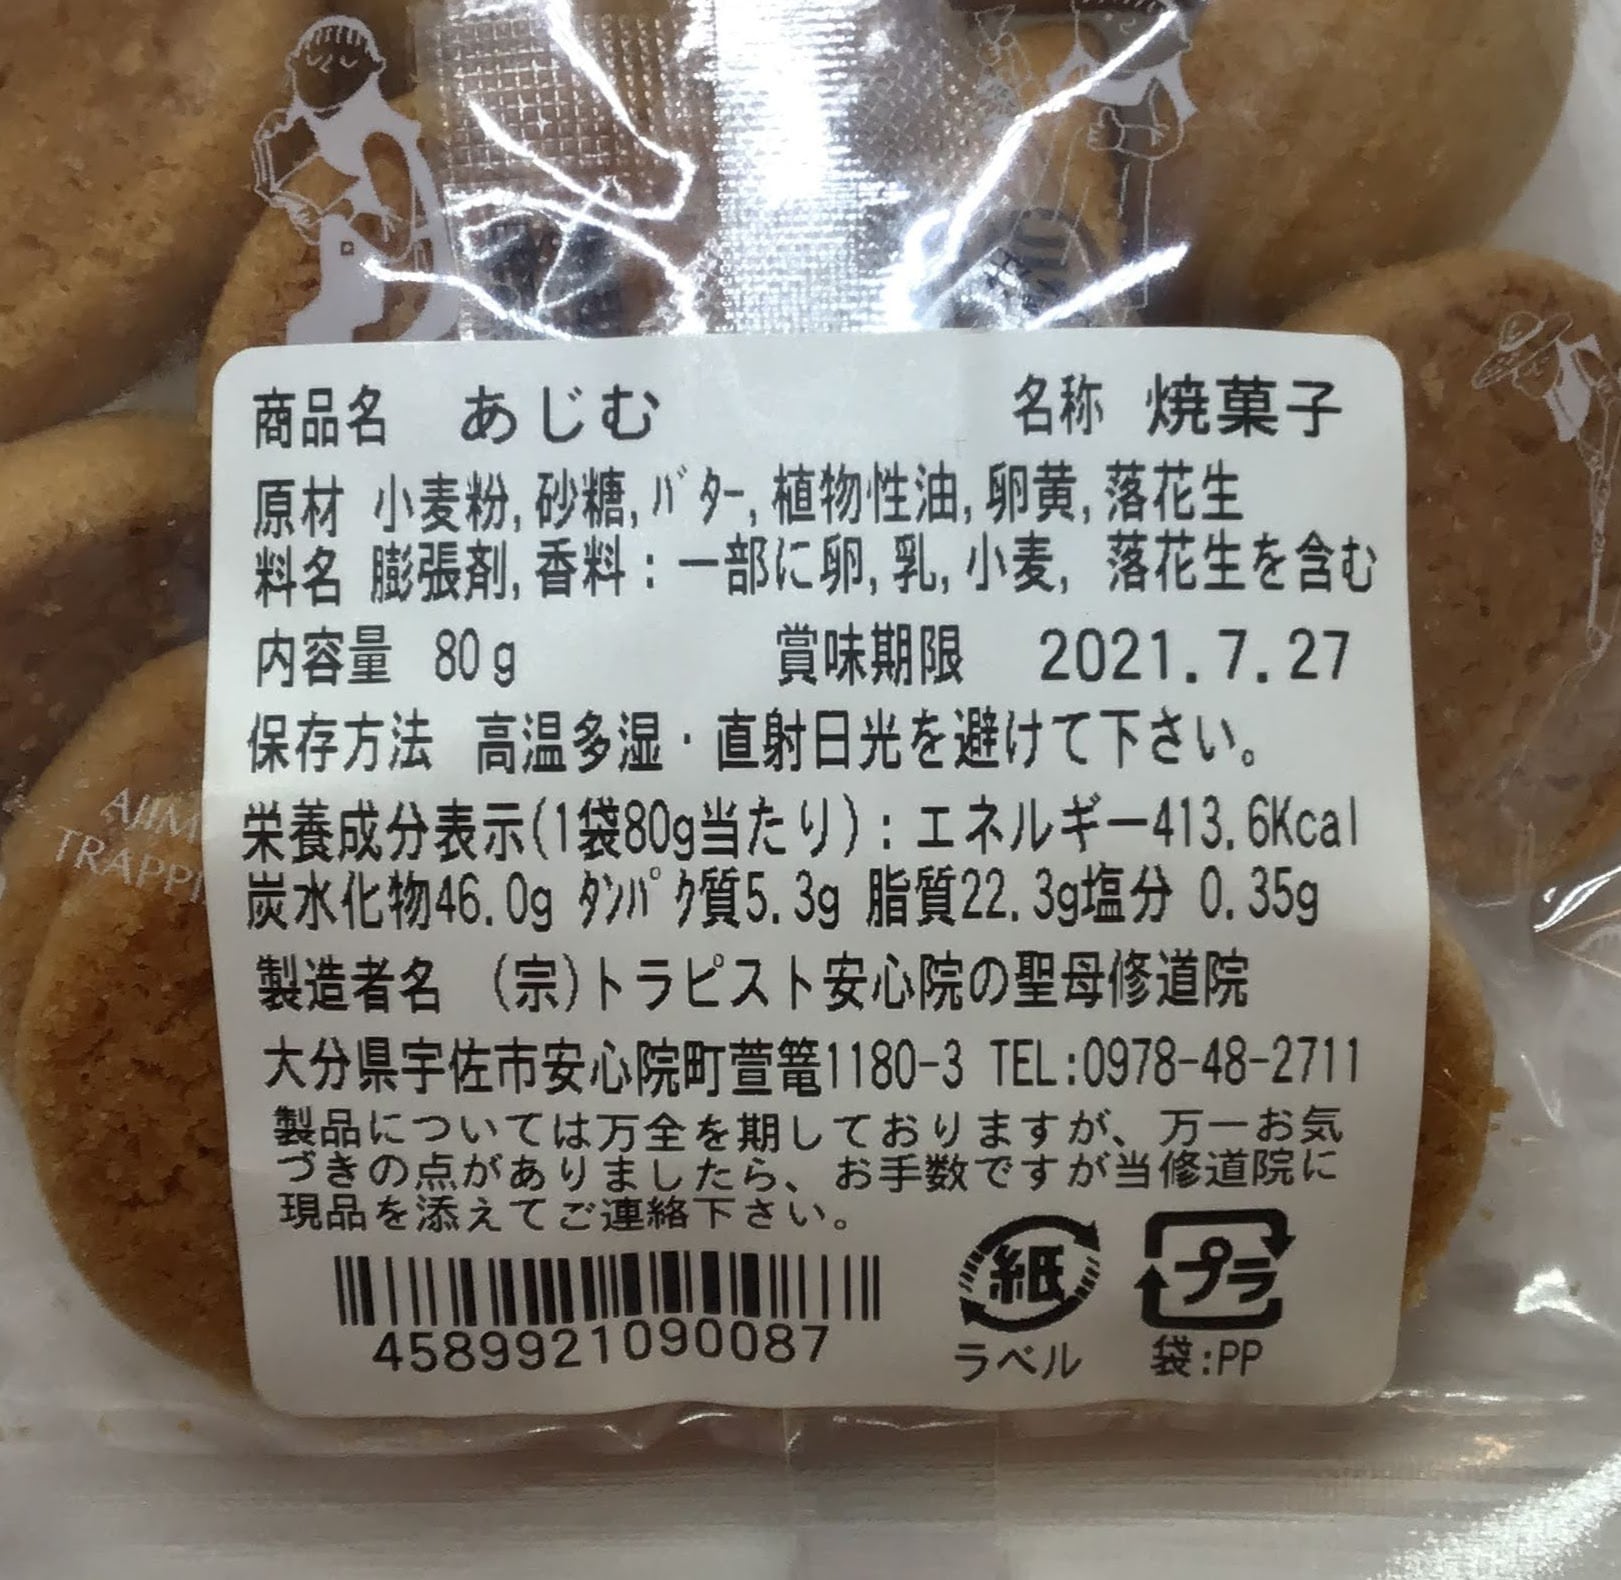 商品名 あじむ 名称 焼菓子
原材 小麦粉,砂糖,バター,植物性油,卵黄,落花生
料名 膨張剤,香料:一部に卵,乳,小麦, 落花生を含む
内容量 80g 賞味期限 2021.7.27
保存方法 高温多湿・直射日光を避けて下さい。
栄養成分表示(1袋80g当たり):エネルギー413.6Kcal
炭水化物46.0g タンパク質5.3g 脂質22.3g塩分 0.35g
製造者名 (宗)トラピスト安心院の聖母修道院
大分県宇佐市安心院町萱篭1180-3 TEL:0978-48-2711
製品については万全を期しておりますが、万一お気
づきの点がありましたら、お手数ですが当修道院に
現品を添えてご連絡下さい。
4589921090087
紙 プラ
ラベル 袋:PP
AJIM
TRAPPI